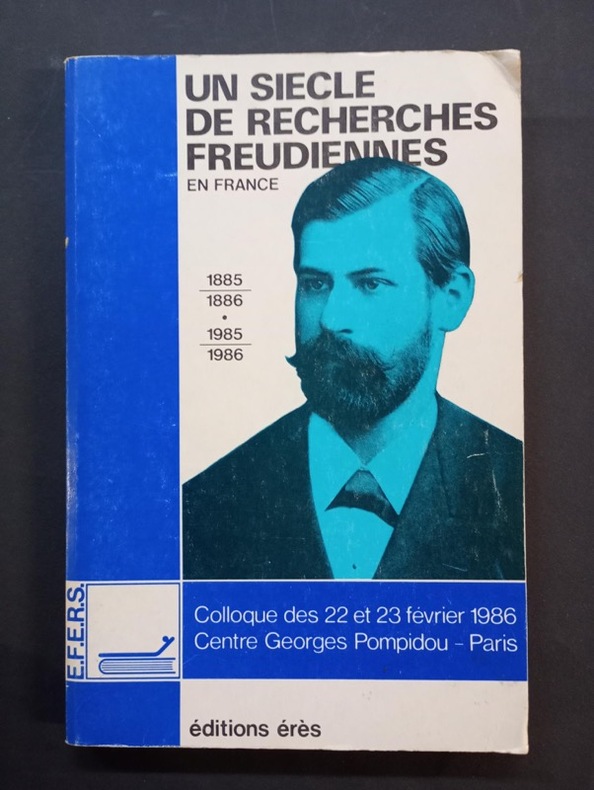 UN SIECLE
DE RECHERCHES
FREUDIENNES
EN FRANCE
1885
1886
•
1985
1986
E.F.E.R.S.
Colloque des 22 et 23 février 1986
Centre Georges Pompidou – Paris
éditions érès